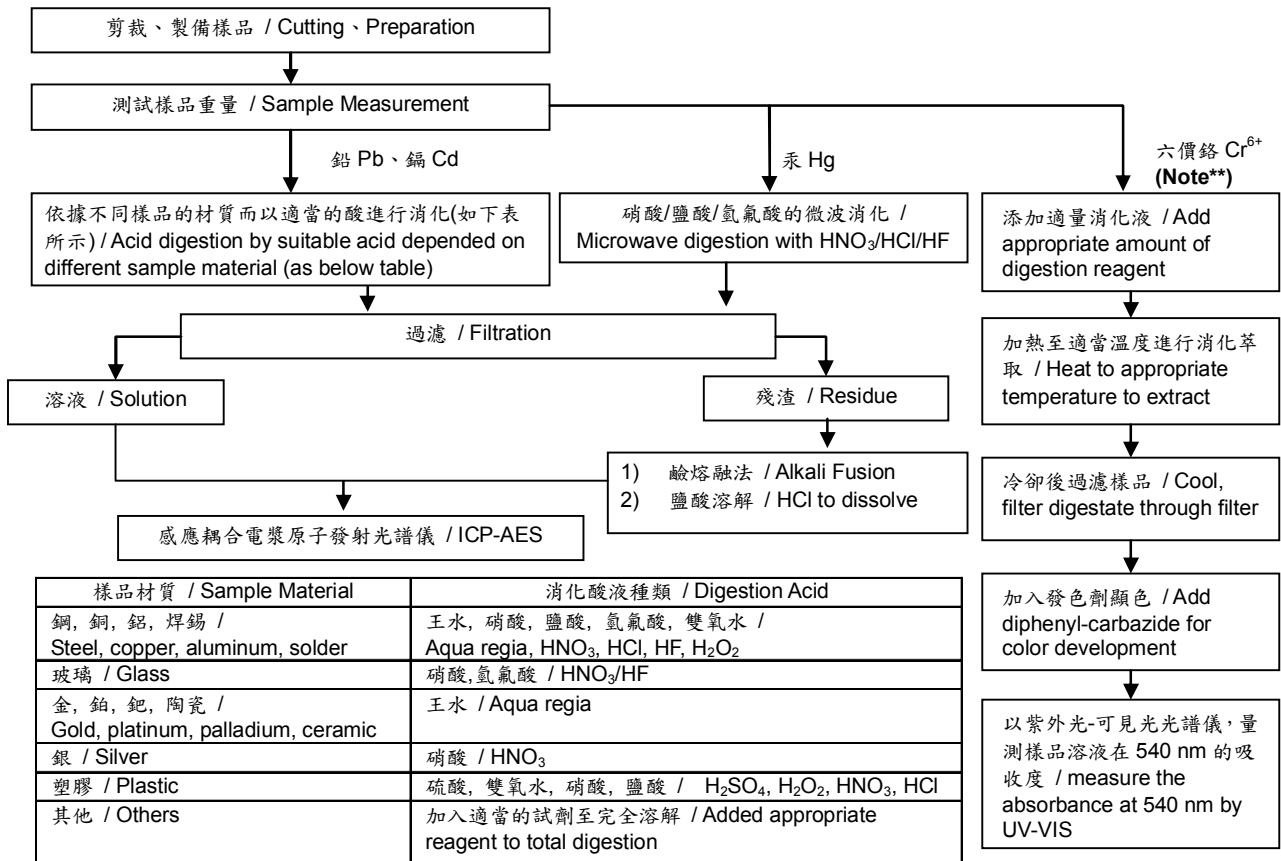 剪裁、製備樣品 / Cutting、Preparation
測試樣品重量 / Sample Measurement
鉛 Pb、鎘 Cd
汞 Hg
六價鉻 Cr⁶⁺
(Note**)
依據不同樣品的材質而以適當的酸進行消化(如下表
所示) / Acid digestion by suitable acid depended on
different sample material (as below table)
硝酸/鹽酸/氫氟酸的微波消化 /
Microwave digestion with HNO₃/HCl/HF
添加適量消化液 / Add
appropriate amount of
digestion reagent
過濾 / Filtration
加熱至適當溫度進行消化萃
取 / Heat to appropriate
temperature to extract
溶液 / Solution
殘渣 / Residue
1) 鹼熔融法 / Alkali Fusion
2) 鹽酸溶解 / HCl to dissolve
冷卻後過濾樣品 / Cool,
filter digestate through filter
感應耦合電漿原子發射光譜儀 / ICP-AES
加入發色劑顯色 / Add
diphenyl-carbazide for
color development
以紫外光-可見光光譜儀,量
測樣品溶液在 540 nm 的吸
收度 / measure the
absorbance at 540 nm by
UV-VIS
樣品材質 / Sample Material
消化酸液種類 / Digestion Acid
鋼, 銅, 鋁, 焊錫 /
Steel, copper, aluminum, solder
王水, 硝酸, 鹽酸, 氫氟酸, 雙氧水 /
Aqua regia, HNO₃, HCl, HF, H₂O₂
玻璃 / Glass
硝酸,氫氟酸 / HNO₃/HF
金, 鉑, 鈀, 陶瓷 /
Gold, platinum, palladium, ceramic
王水 / Aqua regia
銀 / Silver
硝酸 / HNO₃
塑膠 / Plastic
硫酸, 雙氧水, 硝酸, 鹽酸 / H₂SO₄, H₂O₂, HNO₃, HCl
其他 / Others
加入適當的試劑至完全溶解 / Added appropriate
reagent to total digestion